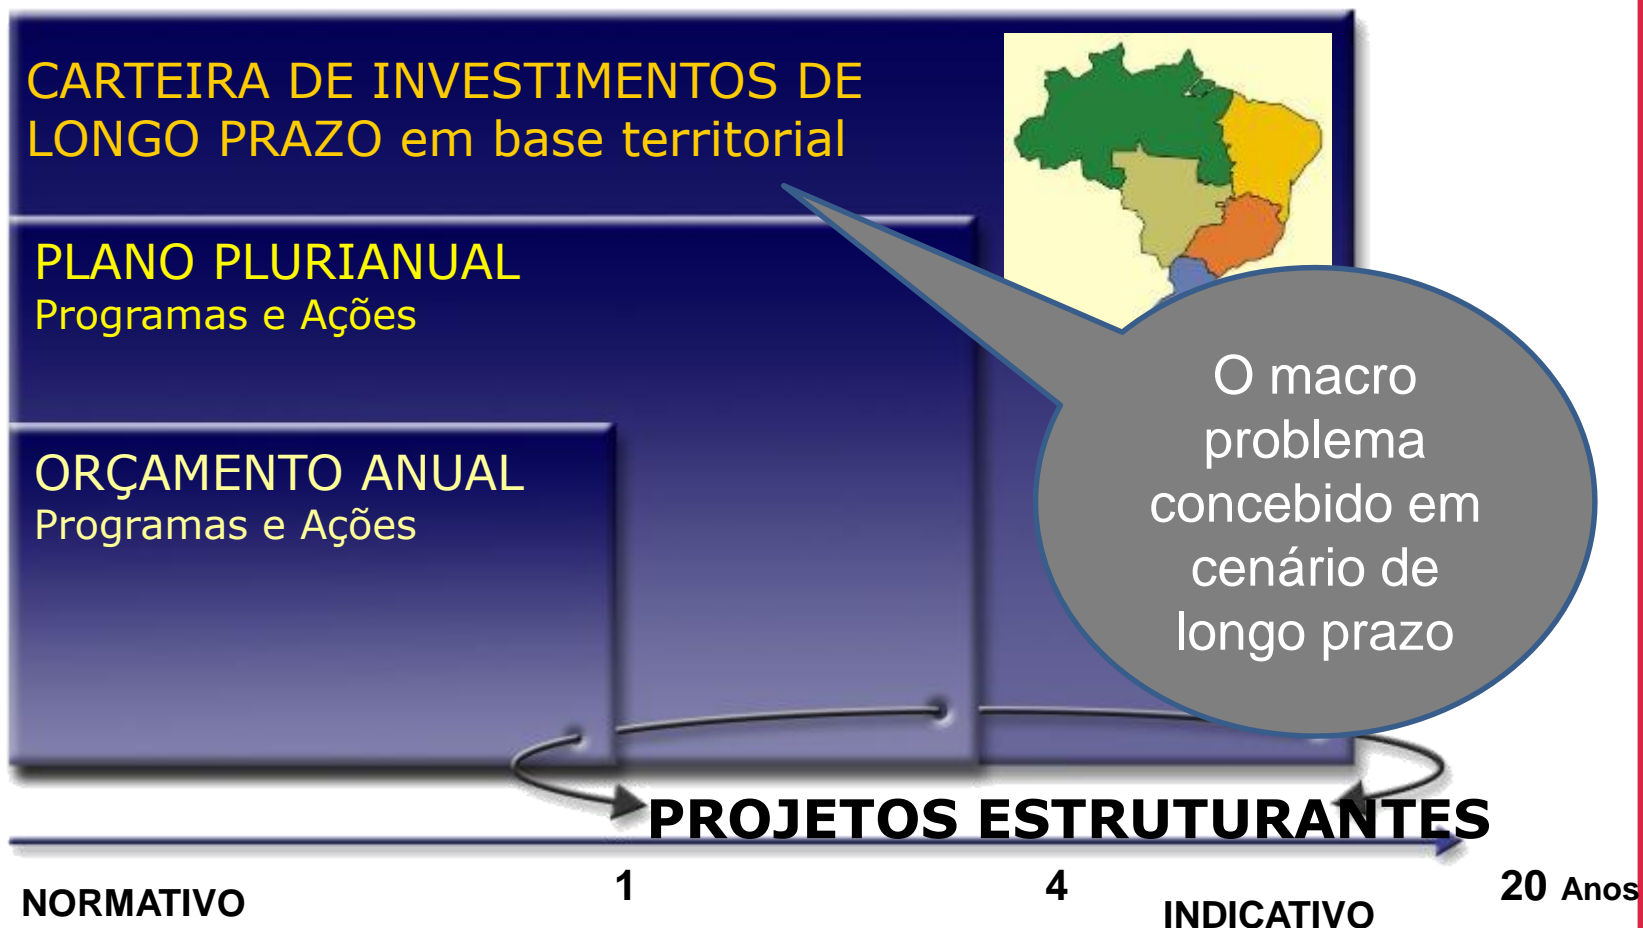 CARTEIRA DE INVESTIMENTOS DE
LONGO PRAZO em base territorial
PLANO PLURIANUAL
Programas e Ações
ORÇAMENTO ANUAL
Programas e Ações
O macro
problema
concebido em
cenário de
longo prazo
PROJETOS ESTRUTURANTES
1
4
20 Anos
NORMATIVO
INDICATIVO